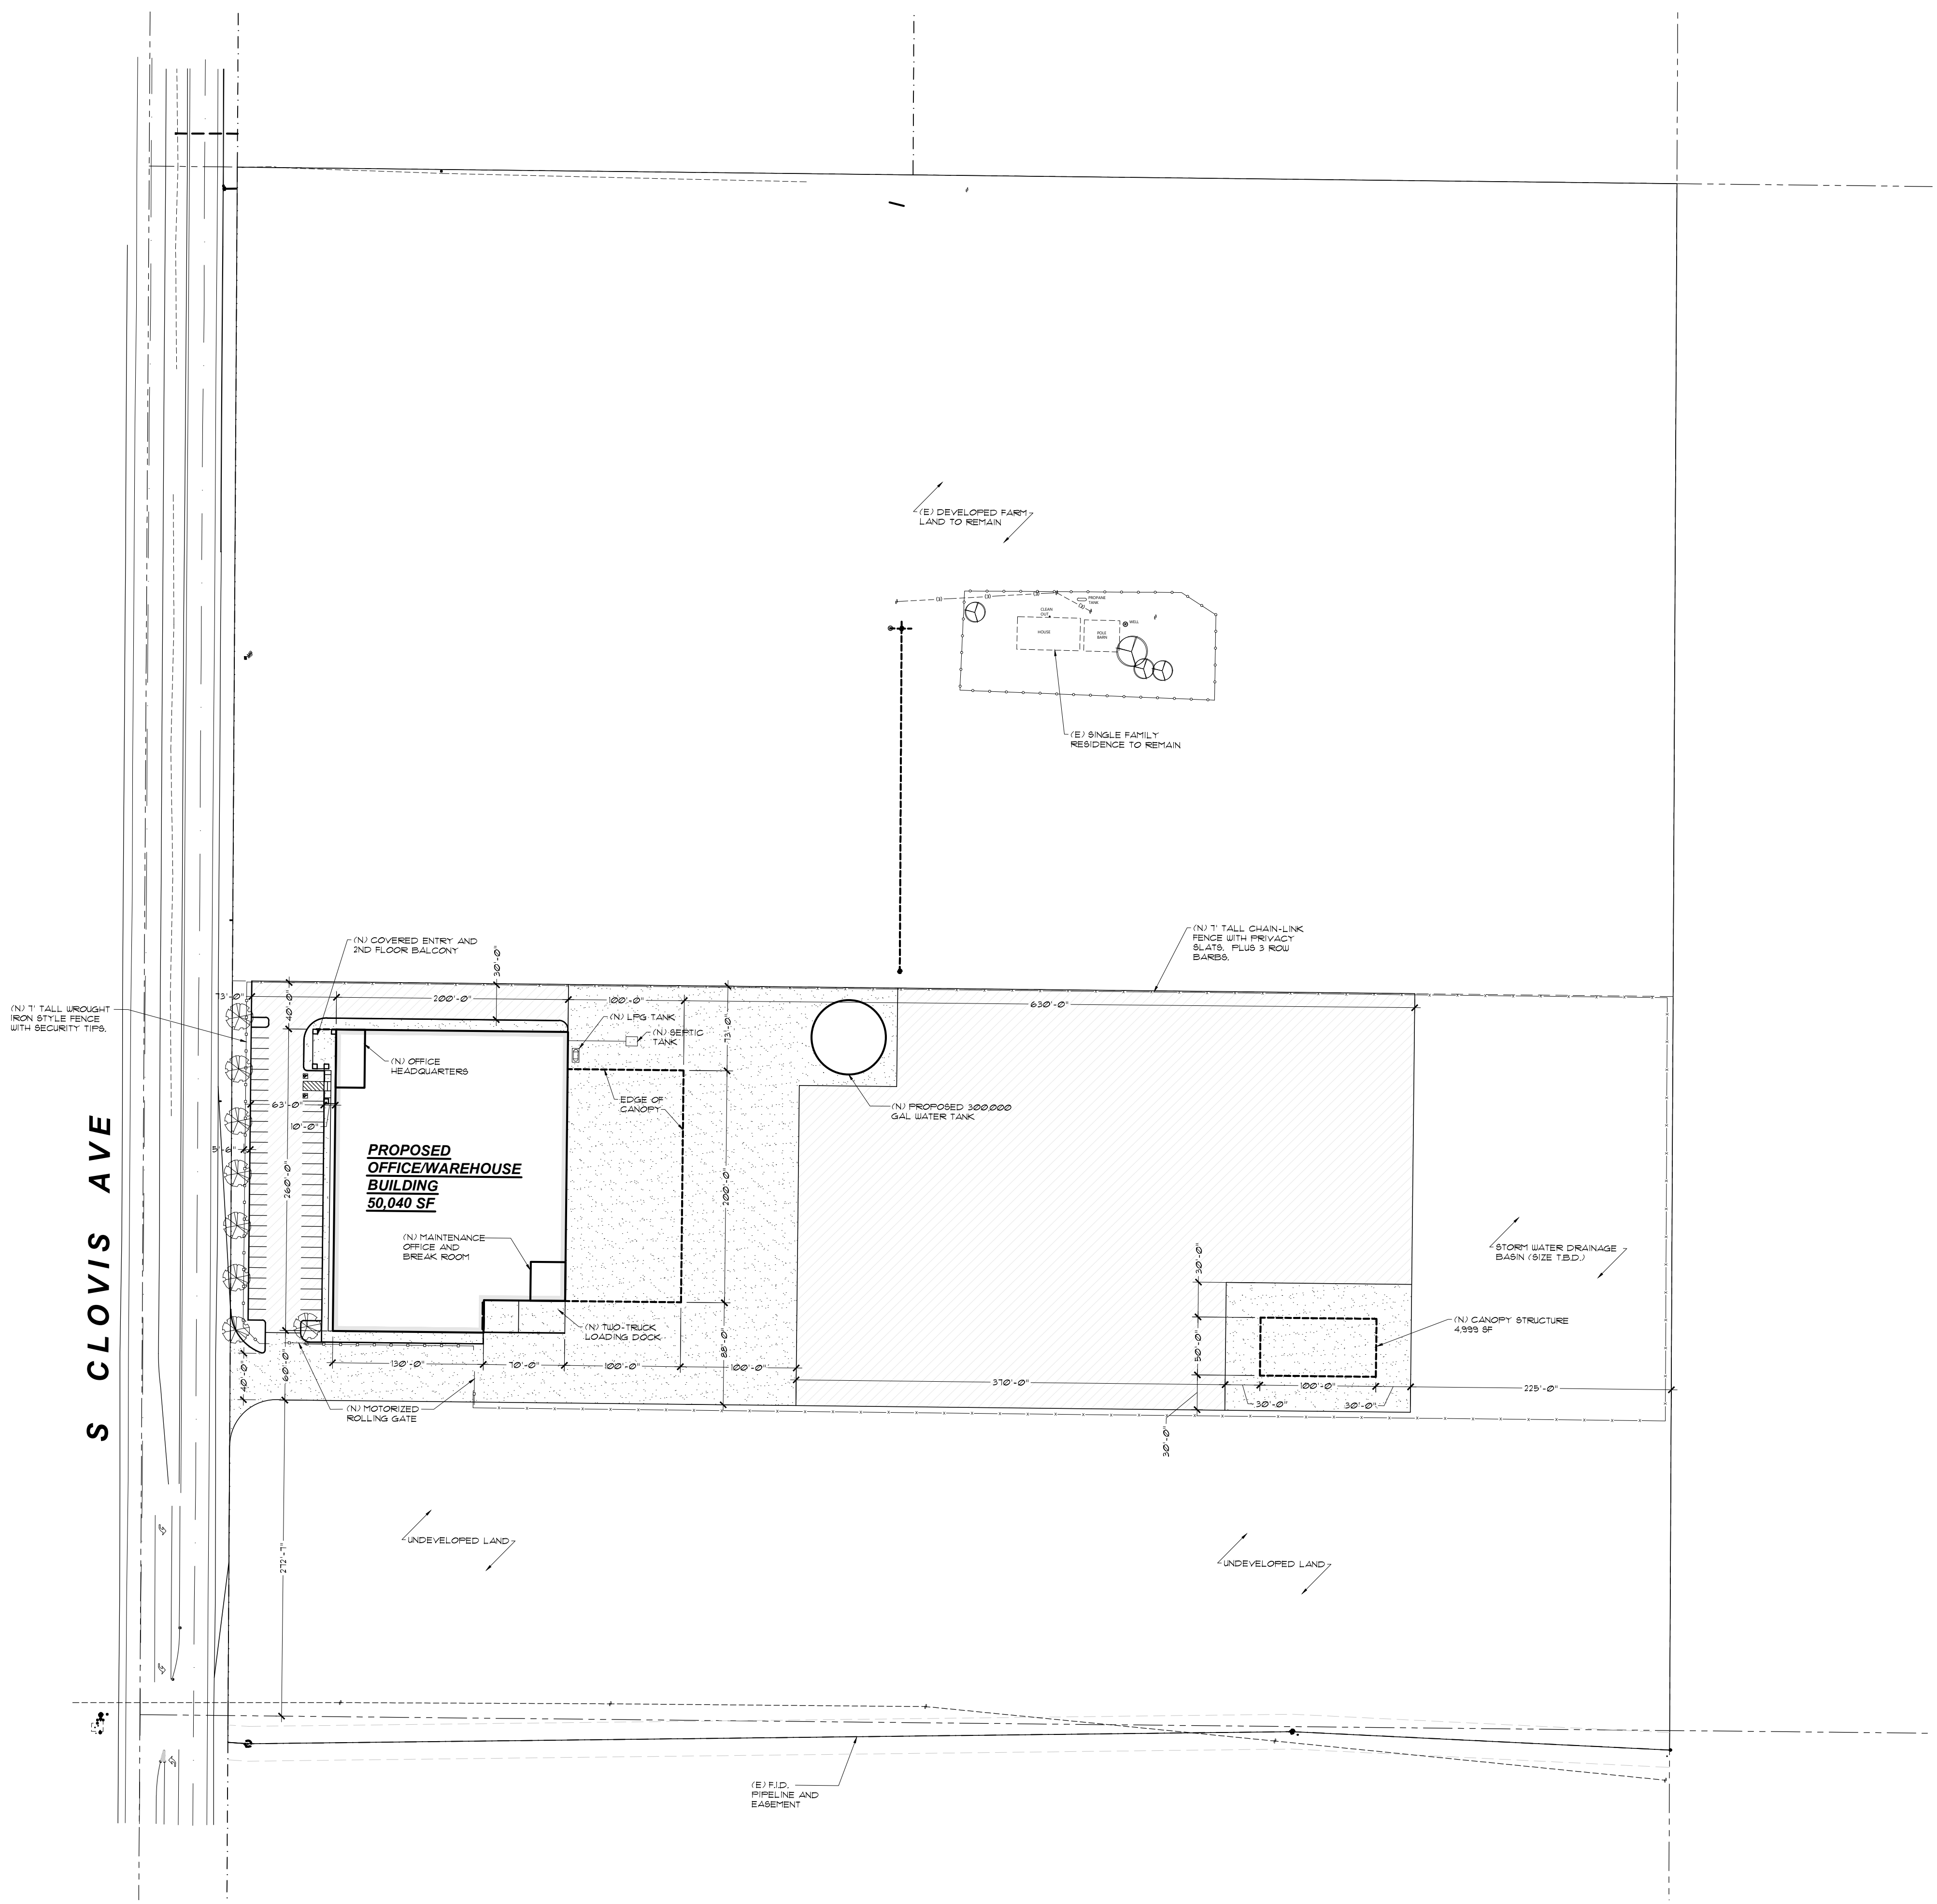 (E) DEVELOPED FARM
LAND TO REMAIN
PROPANE
TANK
CLEAN
OUT
HOUSE
POLE
BARN
WELL
(E) SINGLE FAMILY
RESIDENCE TO REMAIN
(N) 7' TALL CHAIN-LINK
FENCE WITH PRIVACY
SLATS, PLUS 3 ROW
BARBS.
(N) COVERED ENTRY AND
2ND FLOOR BALCONY
30'-0"
73'-0"
40'-0"
200'-0"
100'-0"
630'-0"
(N) 7' TALL WROUGHT
IRON STYLE FENCE
WITH SECURITY TIPS.
(N) LPG TANK
(N) SEPTIC
TANK
73'-0"
(N) OFFICE
HEADQUARTERS
EDGE OF
CANOPY
63'-0"
10'-0"
(N) PROPOSED 300,000
GAL WATER TANK
5'-6"
260'-0"
PROPOSED
OFFICE/WAREHOUSE
BUILDING
50,040 SF
200'-0"
S CLOVIS AVE
(N) MAINTENANCE
OFFICE AND
BREAK ROOM
30'-0"
STORM WATER DRAINAGE
BASIN (SIZE T.B.D.)
(N) TWO-TRUCK
LOADING DOCK
88'-0"
50'-0"
(N) CANOPY STRUCTURE
4,999 SF
40'-0"
60'-0"
130'-0"
70'-0"
100'-0"
100'-0"
370'-0"
100'-0"
225'-0"
30'-0"
30'-0"
30'-0"
(N) MOTORIZED
ROLLING GATE
272'-7"
UNDEVELOPED LAND
UNDEVELOPED LAND
(E) F.I.D.
PIPELINE AND
EASEMENT